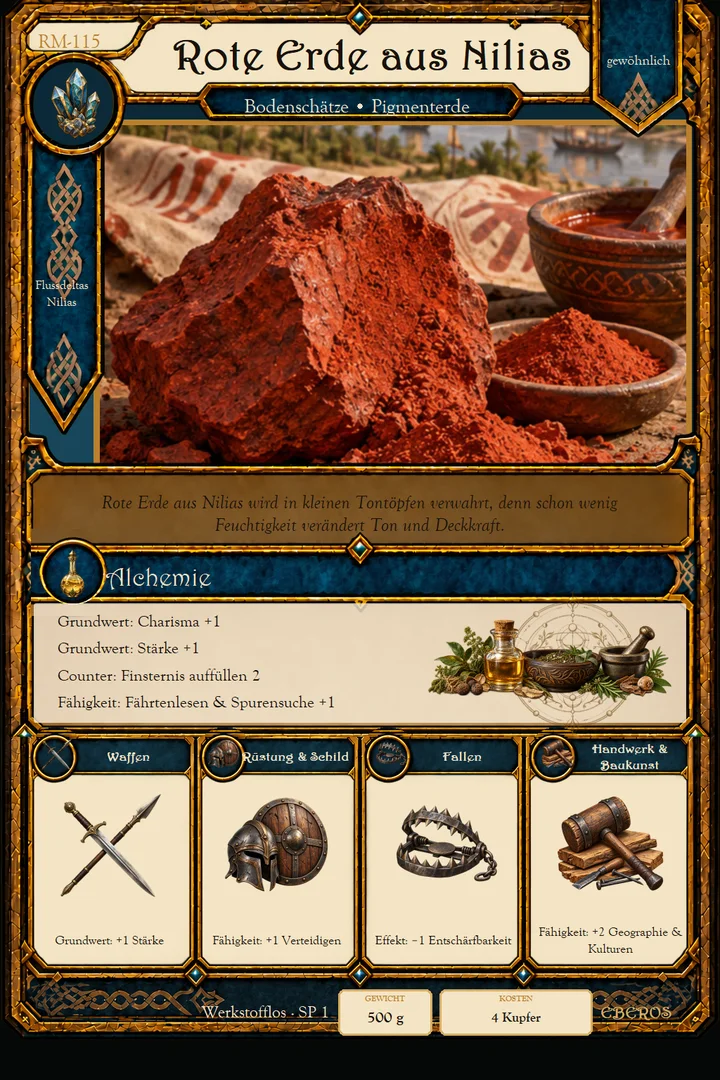 RM-115
Rote Erde aus Nilias
gewöhnlich
Bodenschätze • Pigmenterde
Flussdeltas
Nilias
Rote Erde aus Nilias wird in kleinen Tontöpfen verwahrt, denn schon wenig
Feuchtigkeit verändert Ton und Deckkraft.
Alchemie
Grundwert: Charisma +1
Grundwert: Stärke +1
Counter: Finsternis auffüllen 2
Fähigkeit: Fährtenlesen & Spurensuche +1
Waffen
Rüstung & Schild
Fallen
Handwerk &
Baukunst
Grundwert: +1 Stärke
Fähigkeit: +1 Verteidigen
Effekt: −1 Entschärfbarkeit
Fähigkeit: +2 Geographie &
Kulturen
Werkstofflos · SP 1
GEWICHT
500 g
KOSTEN
4 Kupfer
EBEROS